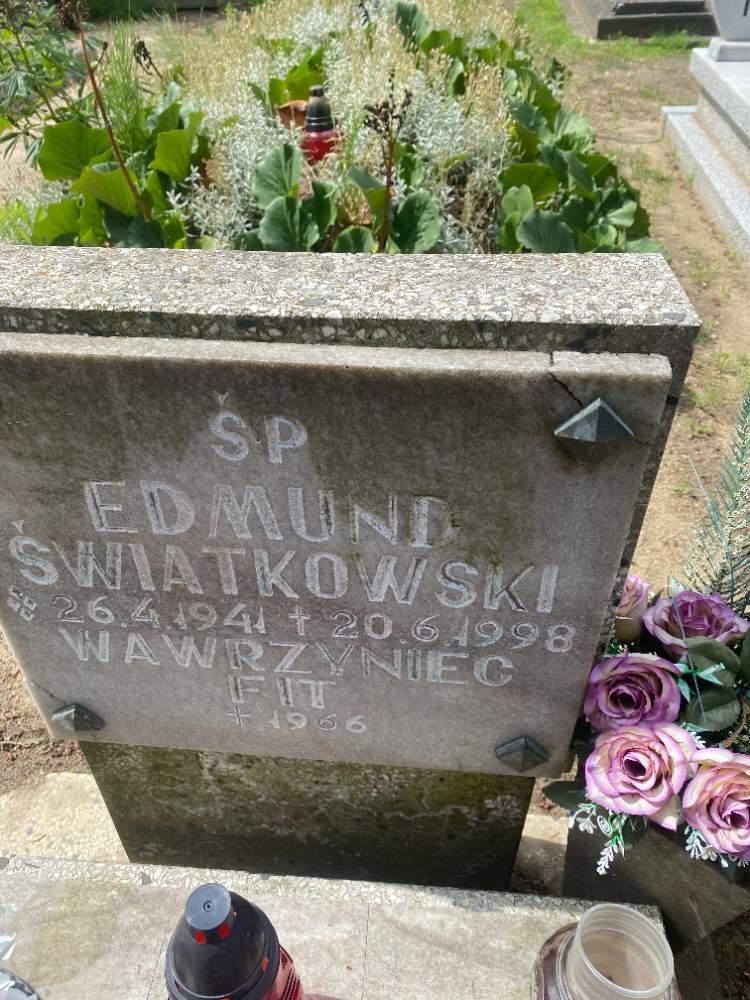 ŚP
EDMUND
ŚWIATKOWSKI
26.4.1941 + 20.6.1998
WAWRZYNIEC
FIT
+ 1966